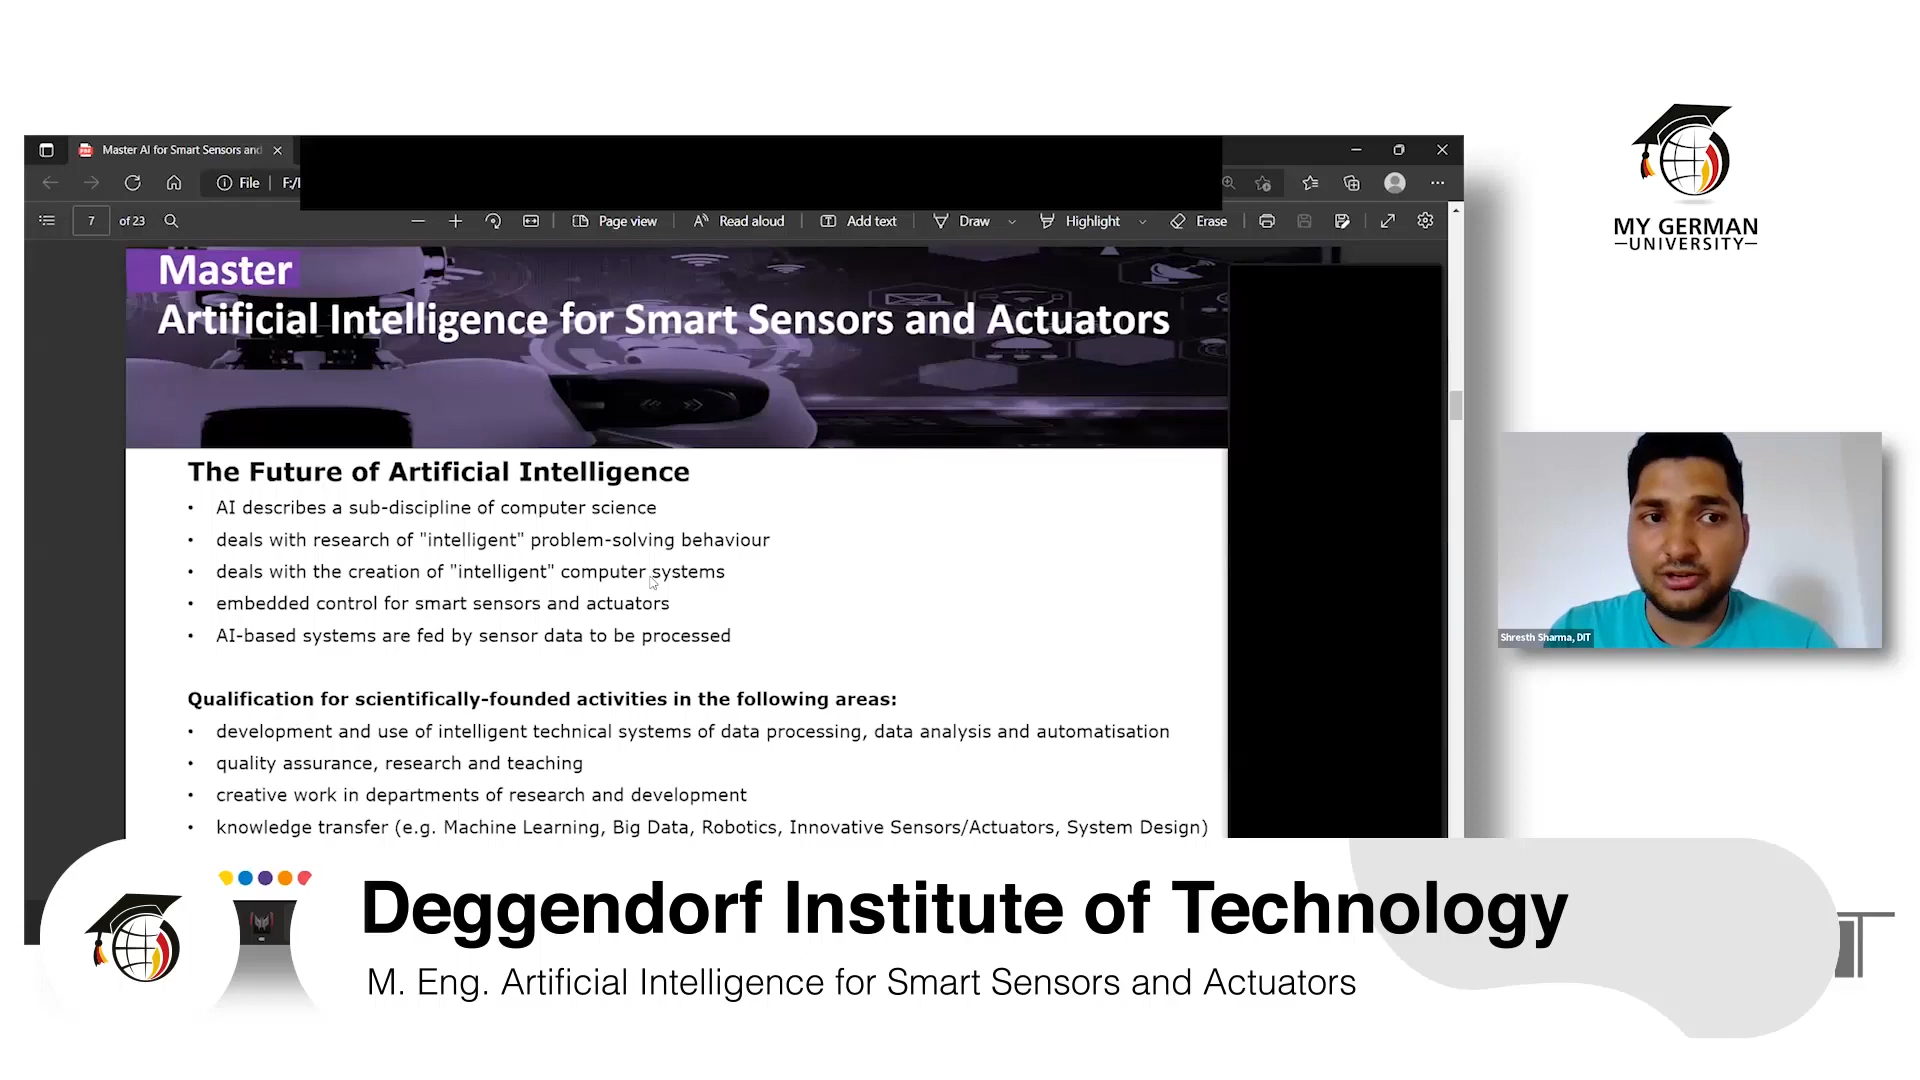 Master AI for Smart Sensors and
File
F:/
7 of 23
Page view
Read aloud
Add text
Draw
Highlight
Erase
Master
Artificial Intelligence for Smart Sensors and Actuators
The Future of Artificial Intelligence
• AI describes a sub-discipline of computer science
• deals with research of "intelligent" problem-solving behaviour
• deals with the creation of "intelligent" computer systems
• embedded control for smart sensors and actuators
• AI-based systems are fed by sensor data to be processed
Qualification for scientifically-founded activities in the following areas:
• development and use of intelligent technical systems of data processing, data analysis and automatisation
• quality assurance, research and teaching
• creative work in departments of research and development
• knowledge transfer (e.g. Machine Learning, Big Data, Robotics, Innovative Sensors/Actuators, System Design)
MY GERMAN
UNIVERSITY
Shresth Sharma, DIT
Deggendorf Institute of Technology
M. Eng. Artificial Intelligence for Smart Sensors and Actuators